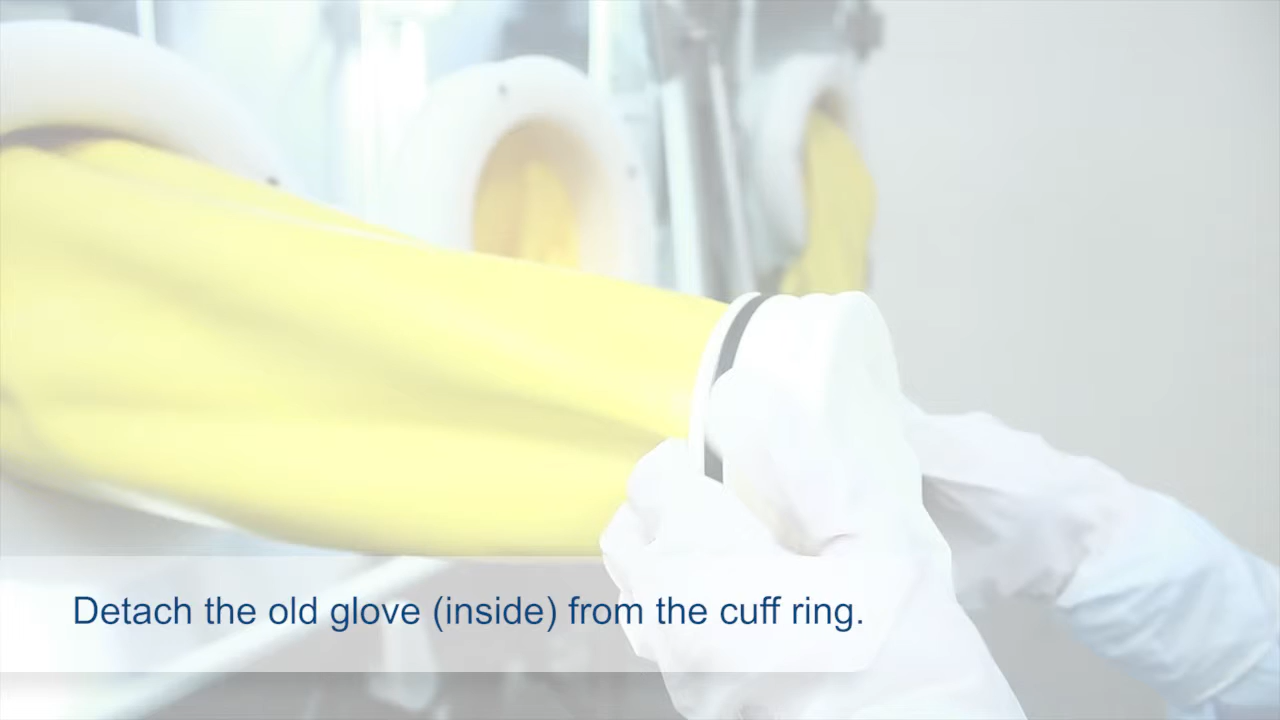 Detach the old glove (inside) from the cuff ring.